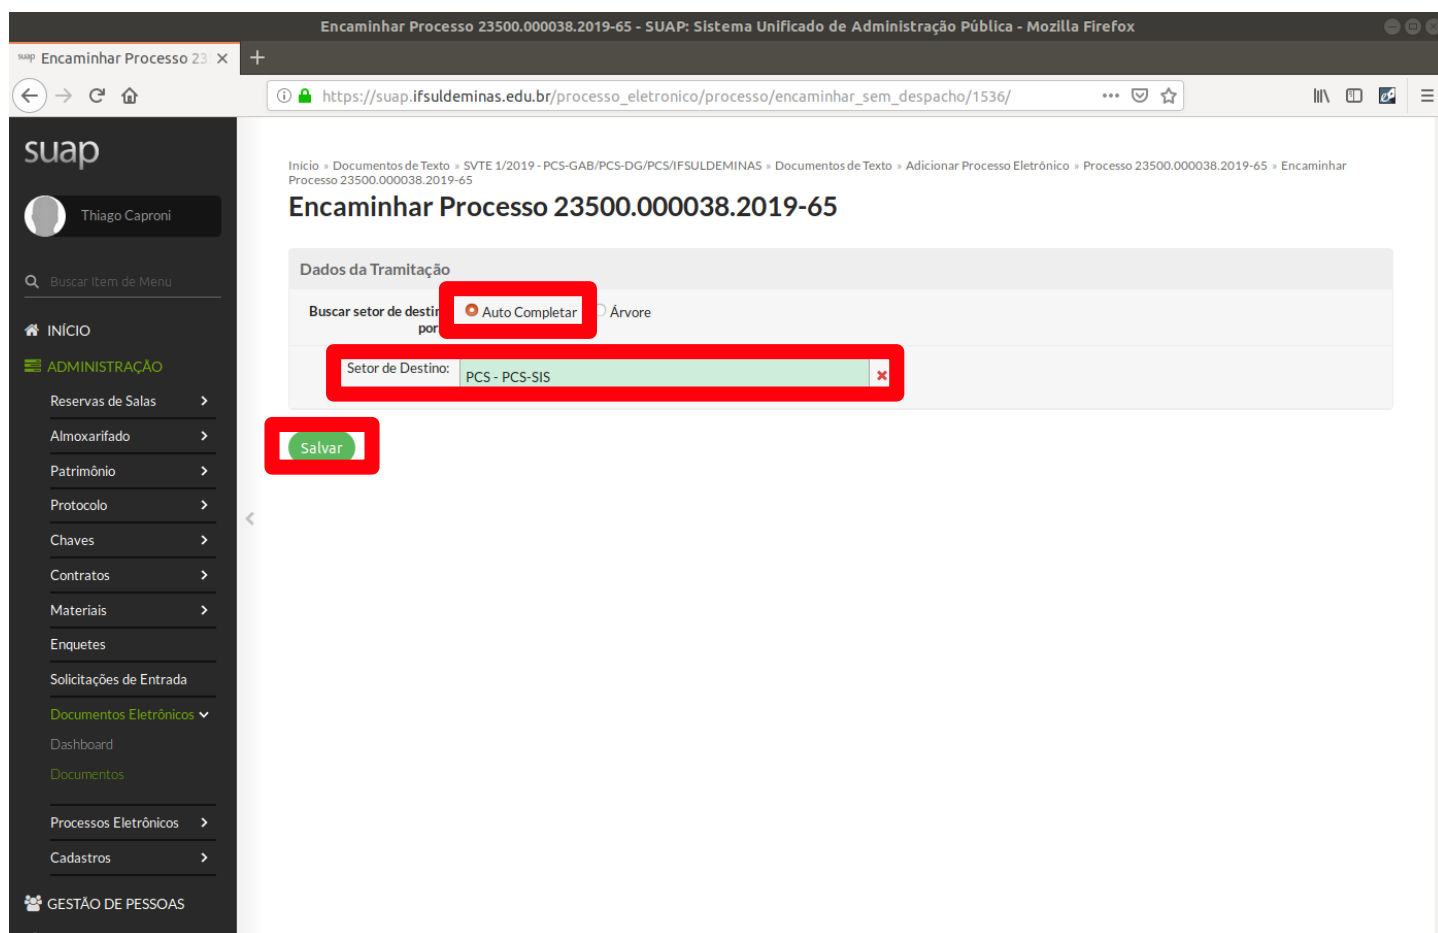 Encaminhar Processo 23500.000038.2019-65 - SUAP: Sistema Unificado de Administração Pública - Mozilla Firefox
suap Encaminhar Processo 23
https://suap.ifsuldeminas.edu.br/processo_eletronico/processo/encaminhar_sem_despacho/1536/
suap
Thiago Caproni
Buscar Item de Menu
INÍCIO
ADMINISTRAÇÃO
Reservas de Salas
Almoxarifado
Patrimônio
Protocolo
Chaves
Contratos
Materiais
Enquetes
Solicitações de Entrada
Documentos Eletrônicos
Dashboard
Documentos
Processos Eletrônicos
Cadastros
GESTÃO DE PESSOAS
Início » Documentos de Texto » SVTE 1/2019 - PCS-GAB/PCS-DG/PCS/IFSULDEMINAS » Documentos de Texto » Adicionar Processo Eletrônico » Processo 23500.000038.2019-65 » Encaminhar
Processo 23500.000038.2019-65
Encaminhar Processo 23500.000038.2019-65
Dados da Tramitação
Buscar setor de destin
por
Auto Completar
Árvore
Setor de Destino:
PCS - PCS-SIS
Salvar